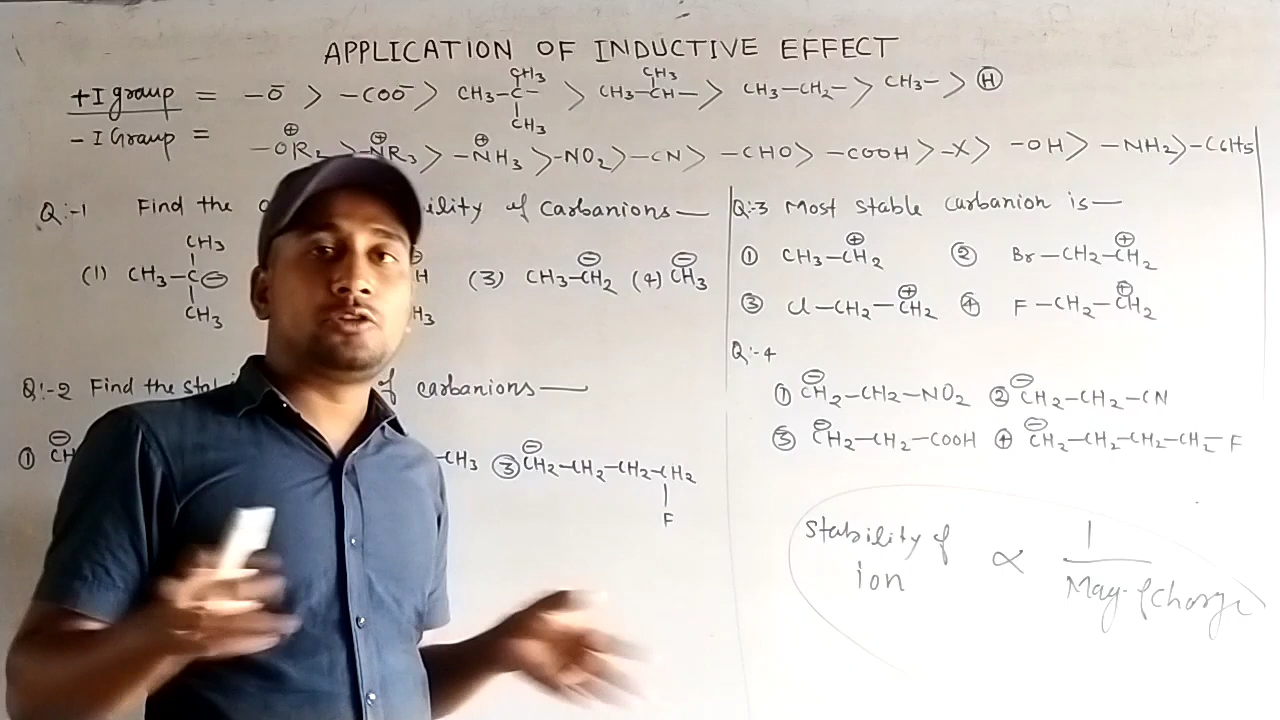 APPLICATION OF INDUCTIVE EFFECT
+I group = —Ō > —COO⁻ > CH3—C(CH3)(CH3)— > CH3—CH(CH3)— > CH3—CH2— > CH3— > Ⓗ
—I Group = —O⊕R2 > —N⊕R3 > —N⊕H3 > —NO2 > —CN > —CHO > —COOH > —X > —OH > —NH2 > —C6H5
Q:-1 Find the ility of carbanions—
(1) CH3—C⊖(CH3)(CH3) (3) CH3—C⊖H2 (4) C⊖H3
Q:-2 Find the of carbanions—
① —CH3 ③ C⊖H2—CH2—CH2—CH2—F
Q:-3 Most stable carbanion is—
① CH3—C⊕H2 ② Br—CH2—C⊕H2
③ Cl—CH2—C⊕H2 ④ F—CH2—C⊕H2
Q:-4
① C⊖H2—CH2—NO2 ② C⊖H2—CH2—CN
③ C⊖H2—CH2—COOH ④ C⊖H2—CH2—CH2—CH2—F
Stability of ion ∝ 1/Mag. of charge